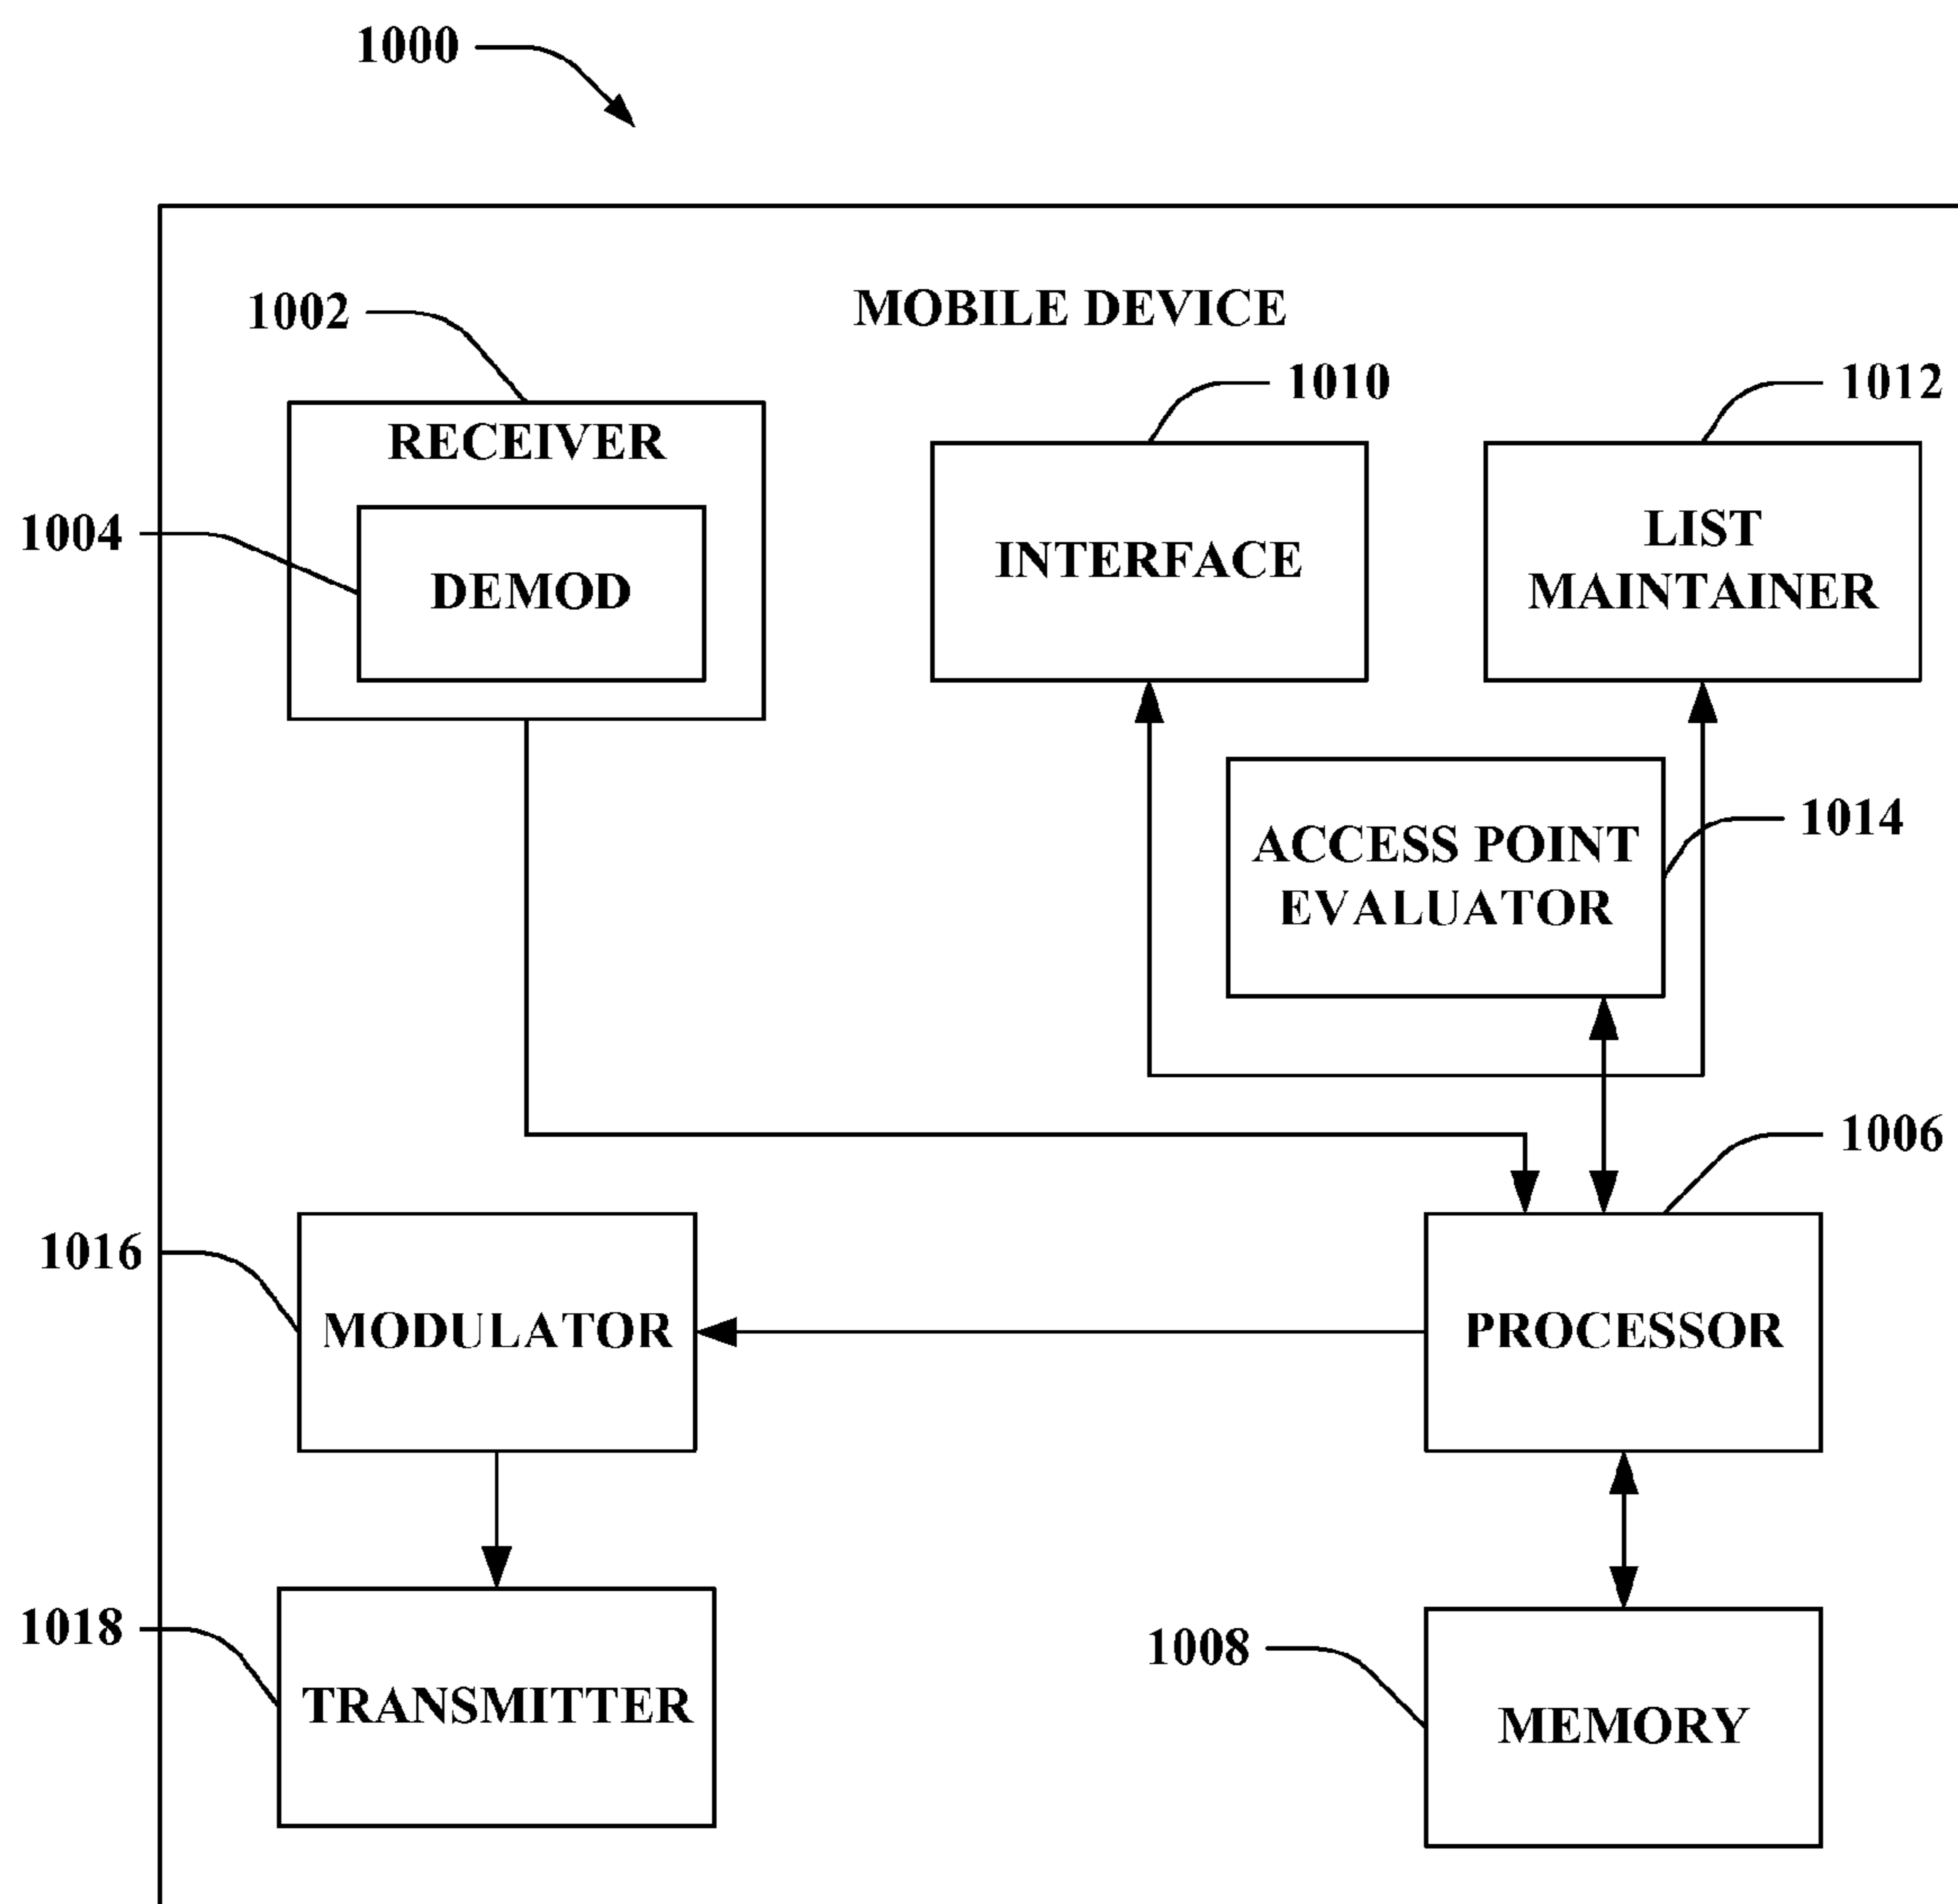 1000
MOBILE DEVICE
1002
1010
1012
RECEIVER
1004
DEMOD
INTERFACE
LIST
MAINTAINER
1014
ACCESS POINT
EVALUATOR
1006
1016
MODULATOR
PROCESSOR
1018
TRANSMITTER
1008
MEMORY